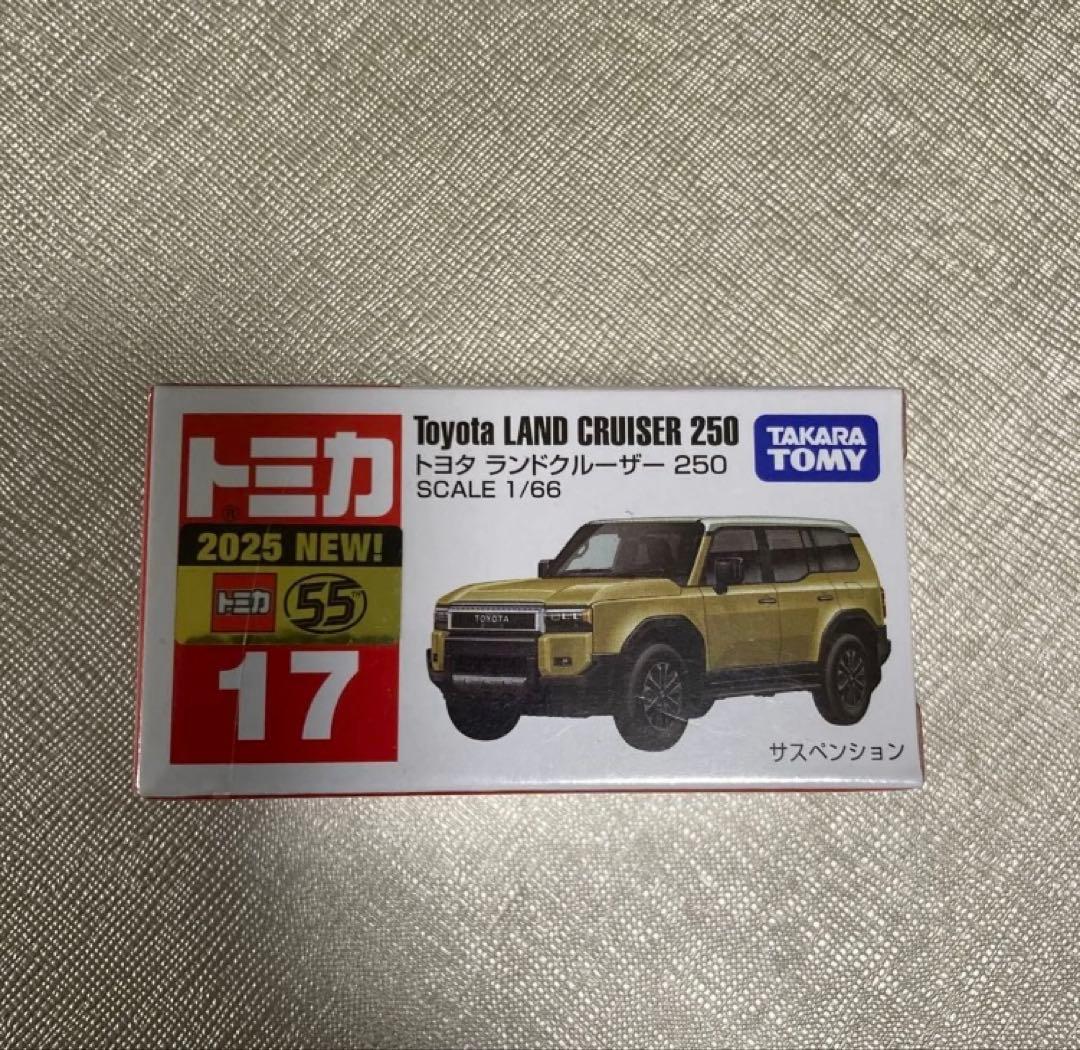 トミカ
®
2025 NEW!
トミカ 55™
17
Toyota LAND CRUISER 250
トヨタ ランドクルーザー 250
SCALE 1/66
TAKARA
TOMY
TOYOTA
サスペンション